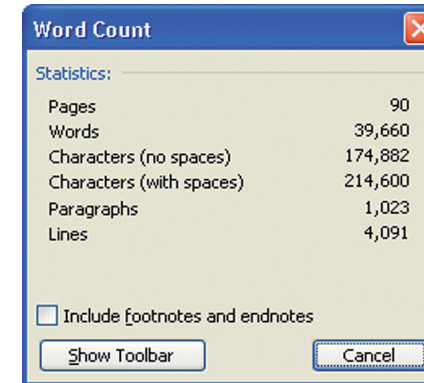 Word Count
Statistics:
Pages 90
Words 39,660
Characters (no spaces) 174,882
Characters (with spaces) 214,600
Paragraphs 1,023
Lines 4,091
Include footnotes and endnotes
Show Toolbar Cancel